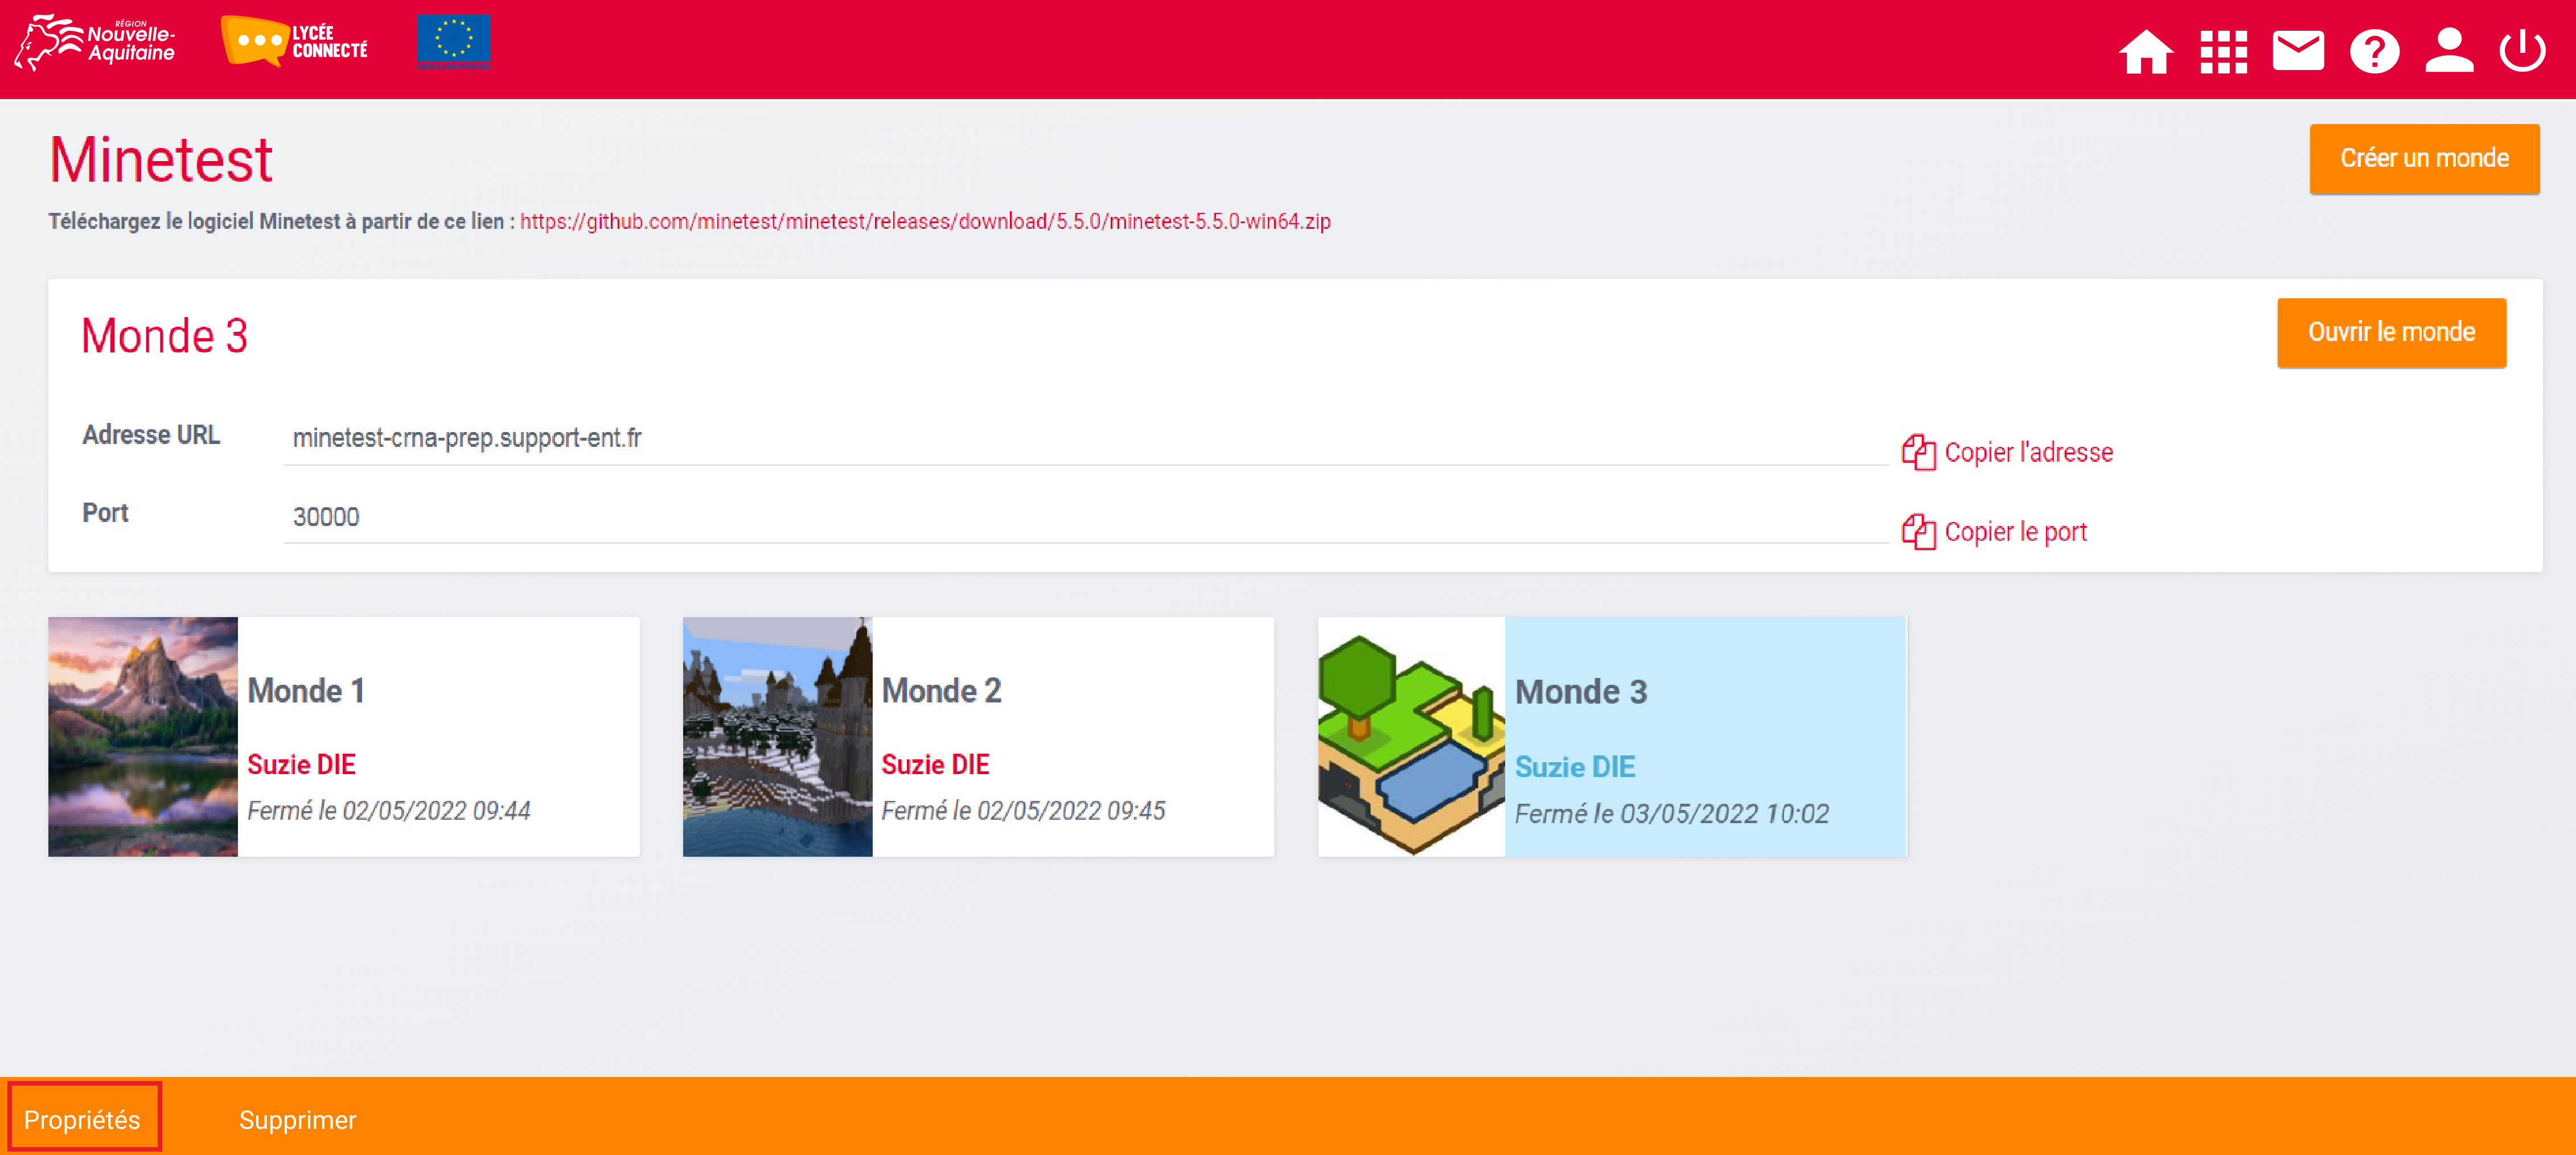 RÉGION
Nouvelle-
Aquitaine
LYCÉE
CONNECTÉ
Minetest
Créer un monde
Téléchargez le logiciel Minetest à partir de ce lien : https://github.com/minetest/minetest/releases/download/5.5.0/minetest-5.5.0-win64.zip
Monde 3
Ouvrir le monde
Adresse URL
minetest-crna-prep.support-ent.fr
Copier l'adresse
Port
30000
Copier le port
Monde 1
Suzie DIE
Fermé le 02/05/2022 09:44
Monde 2
Suzie DIE
Fermé le 02/05/2022 09:45
Monde 3
Suzie DIE
Fermé le 03/05/2022 10:02
Propriétés
Supprimer